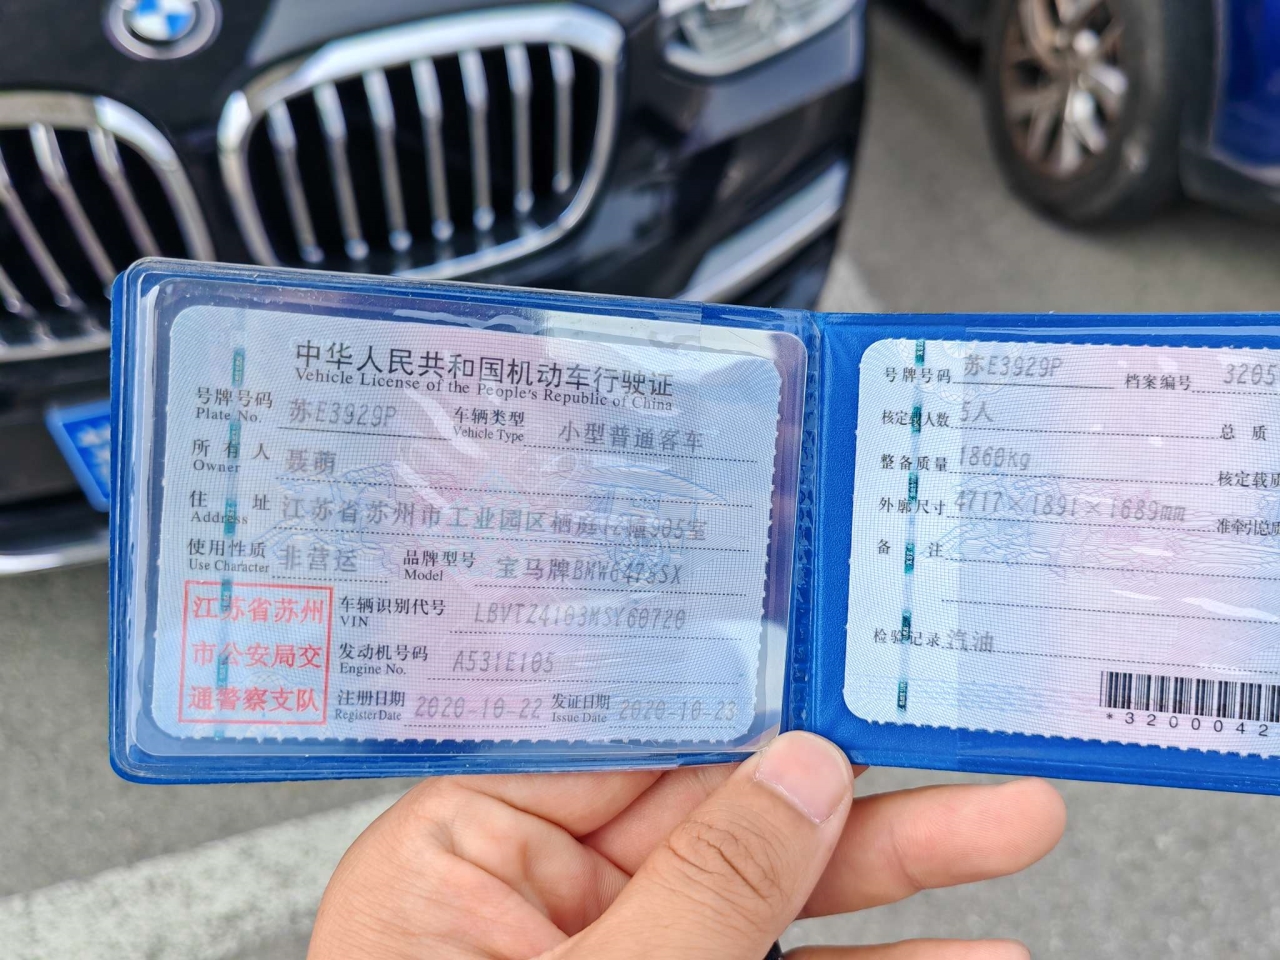 中华人民共和国机动车行驶证
Vehicle License of the People's Republic of China
号牌号码 苏E3929P 车辆类型 小型普通客车
Plate No. Vehicle Type
所有人 聂萌
Owner
住址 江苏省苏州市工业园区栖庭花 905室
Address
使用性质 非营运 品牌型号 宝马牌
Use Character Model
江苏省苏州
市公安局交
通警察支队
车辆识别代号
VIN
发动机号码 A531E105
Engine No.
注册日期 2020-10-22 发证日期 2020-10-23
Register Date Issue Date
号牌号码 苏E3929P 档案编号 3205
核定载人数 5人 总质
整备质量 1860kg 核定载质
外廓尺寸 4717×1891×1689mm 准牵引总质
备注
检验记录 汽油
*3200042